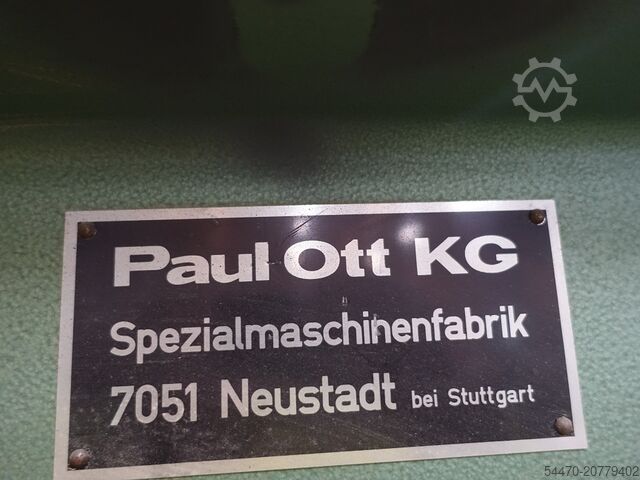 Paul Ott KG
Spezialmaschinenfabrik
7051 Neustadt bei Stuttgart
54470-20779402